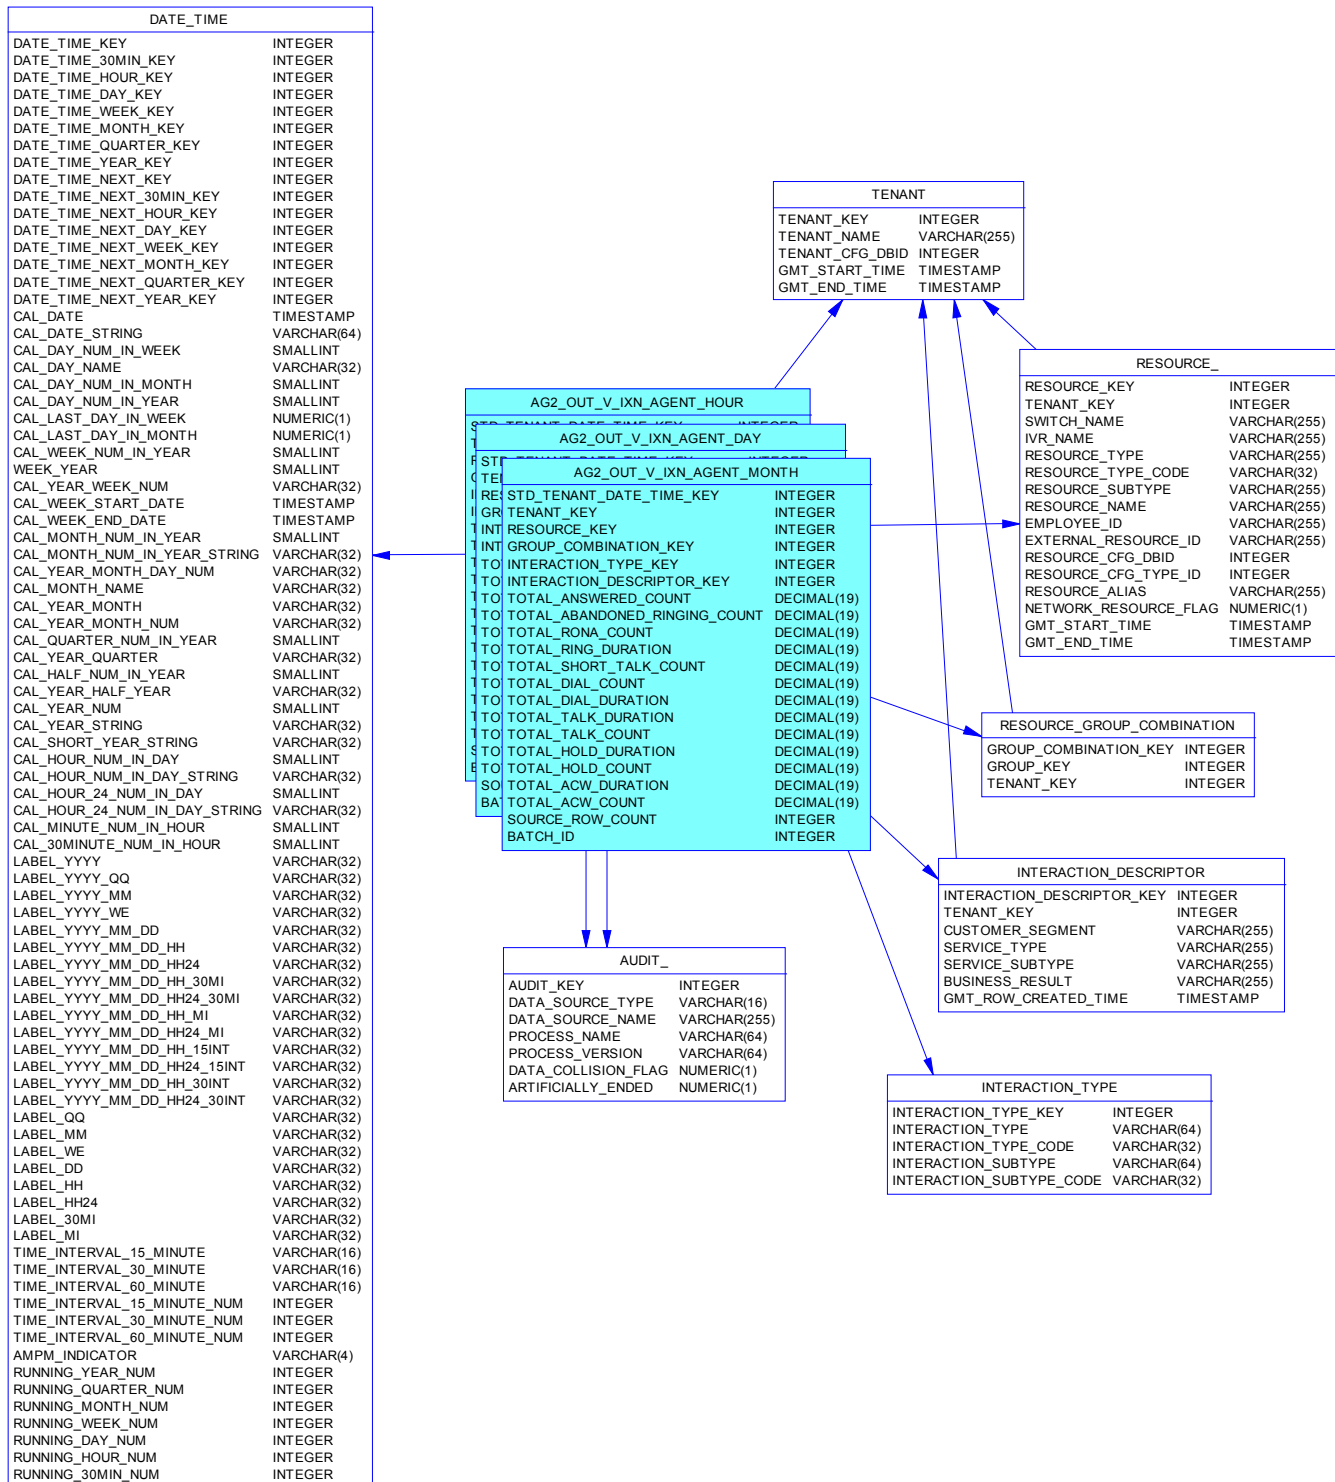 DATE_TIME
DATE_TIME_KEY INTEGER
DATE_TIME_30MIN_KEY INTEGER
DATE_TIME_HOUR_KEY INTEGER
DATE_TIME_DAY_KEY INTEGER
DATE_TIME_WEEK_KEY INTEGER
DATE_TIME_MONTH_KEY INTEGER
DATE_TIME_QUARTER_KEY INTEGER
DATE_TIME_YEAR_KEY INTEGER
DATE_TIME_NEXT_KEY INTEGER
DATE_TIME_NEXT_30MIN_KEY INTEGER
DATE_TIME_NEXT_HOUR_KEY INTEGER
DATE_TIME_NEXT_DAY_KEY INTEGER
DATE_TIME_NEXT_WEEK_KEY INTEGER
DATE_TIME_NEXT_MONTH_KEY INTEGER
DATE_TIME_NEXT_QUARTER_KEY INTEGER
DATE_TIME_NEXT_YEAR_KEY INTEGER
CAL_DATE TIMESTAMP
CAL_DATE_STRING VARCHAR(64)
CAL_DAY_NUM_IN_WEEK SMALLINT
CAL_DAY_NAME VARCHAR(32)
CAL_DAY_NUM_IN_MONTH SMALLINT
CAL_DAY_NUM_IN_YEAR SMALLINT
CAL_LAST_DAY_IN_WEEK NUMERIC(1)
CAL_LAST_DAY_IN_MONTH NUMERIC(1)
CAL_WEEK_NUM_IN_YEAR SMALLINT
WEEK_YEAR SMALLINT
CAL_YEAR_WEEK_NUM VARCHAR(32)
CAL_WEEK_START_DATE TIMESTAMP
CAL_WEEK_END_DATE TIMESTAMP
CAL_MONTH_NUM_IN_YEAR SMALLINT
CAL_MONTH_NUM_IN_YEAR_STRING VARCHAR(32)
CAL_YEAR_MONTH_DAY_NUM VARCHAR(32)
CAL_MONTH_NAME VARCHAR(32)
CAL_YEAR_MONTH VARCHAR(32)
CAL_YEAR_MONTH_NUM VARCHAR(32)
CAL_QUARTER_NUM_IN_YEAR SMALLINT
CAL_YEAR_QUARTER VARCHAR(32)
CAL_HALF_NUM_IN_YEAR SMALLINT
CAL_YEAR_HALF_YEAR VARCHAR(32)
CAL_YEAR_NUM SMALLINT
CAL_YEAR_STRING VARCHAR(32)
CAL_SHORT_YEAR_STRING VARCHAR(32)
CAL_HOUR_NUM_IN_DAY SMALLINT
CAL_HOUR_NUM_IN_DAY_STRING VARCHAR(32)
CAL_HOUR_24_NUM_IN_DAY SMALLINT
CAL_HOUR_24_NUM_IN_DAY_STRING VARCHAR(32)
CAL_MINUTE_NUM_IN_HOUR SMALLINT
CAL_30MINUTE_NUM_IN_HOUR SMALLINT
LABEL_YYYY VARCHAR(32)
LABEL_YYYY_QQ VARCHAR(32)
LABEL_YYYY_MM VARCHAR(32)
LABEL_YYYY_WE VARCHAR(32)
LABEL_YYYY_MM_DD VARCHAR(32)
LABEL_YYYY_MM_DD_HH VARCHAR(32)
LABEL_YYYY_MM_DD_HH24 VARCHAR(32)
LABEL_YYYY_MM_DD_HH_30MI VARCHAR(32)
LABEL_YYYY_MM_DD_HH24_30MI VARCHAR(32)
LABEL_YYYY_MM_DD_HH_MI VARCHAR(32)
LABEL_YYYY_MM_DD_HH24_MI VARCHAR(32)
LABEL_YYYY_MM_DD_HH_15INT VARCHAR(32)
LABEL_YYYY_MM_DD_HH24_15INT VARCHAR(32)
LABEL_YYYY_MM_DD_HH_30INT VARCHAR(32)
LABEL_YYYY_MM_DD_HH24_30INT VARCHAR(32)
LABEL_QQ VARCHAR(32)
LABEL_MM VARCHAR(32)
LABEL_WE VARCHAR(32)
LABEL_DD VARCHAR(32)
LABEL_HH VARCHAR(32)
LABEL_HH24 VARCHAR(32)
LABEL_30MI VARCHAR(32)
LABEL_MI VARCHAR(32)
TIME_INTERVAL_15_MINUTE VARCHAR(16)
TIME_INTERVAL_30_MINUTE VARCHAR(16)
TIME_INTERVAL_60_MINUTE VARCHAR(16)
TIME_INTERVAL_15_MINUTE_NUM INTEGER
TIME_INTERVAL_30_MINUTE_NUM INTEGER
TIME_INTERVAL_60_MINUTE_NUM INTEGER
AMPM_INDICATOR VARCHAR(4)
RUNNING_YEAR_NUM INTEGER
RUNNING_QUARTER_NUM INTEGER
RUNNING_MONTH_NUM INTEGER
RUNNING_WEEK_NUM INTEGER
RUNNING_DAY_NUM INTEGER
RUNNING_HOUR_NUM INTEGER
RUNNING_30MIN_NUM INTEGER
TENANT
TENANT_KEY INTEGER
TENANT_NAME VARCHAR(255)
TENANT_CFG_DBID INTEGER
GMT_START_TIME TIMESTAMP
GMT_END_TIME TIMESTAMP
AG2_OUT_V_IXN_AGENT_HOUR
AG2_OUT_V_IXN_AGENT_DAY
AG2_OUT_V_IXN_AGENT_MONTH
STD_TENANT_DATE_TIME_KEY INTEGER
TENANT_KEY INTEGER
RESOURCE_KEY INTEGER
GROUP_COMBINATION_KEY INTEGER
INTERACTION_TYPE_KEY INTEGER
INTERACTION_DESCRIPTOR_KEY INTEGER
TOTAL_ANSWERED_COUNT DECIMAL(19)
TOTAL_ABANDONED_RINGING_COUNT DECIMAL(19)
TOTAL_RONA_COUNT DECIMAL(19)
TOTAL_RING_DURATION DECIMAL(19)
TOTAL_SHORT_TALK_COUNT DECIMAL(19)
TOTAL_DIAL_COUNT DECIMAL(19)
TOTAL_DIAL_DURATION DECIMAL(19)
TOTAL_TALK_DURATION DECIMAL(19)
TOTAL_TALK_COUNT DECIMAL(19)
TOTAL_HOLD_DURATION DECIMAL(19)
TOTAL_HOLD_COUNT DECIMAL(19)
TOTAL_ACW_DURATION DECIMAL(19)
TOTAL_ACW_COUNT DECIMAL(19)
SOURCE_ROW_COUNT INTEGER
BATCH_ID INTEGER
RESOURCE_
RESOURCE_KEY INTEGER
TENANT_KEY INTEGER
SWITCH_NAME VARCHAR(255)
IVR_NAME VARCHAR(255)
RESOURCE_TYPE VARCHAR(255)
RESOURCE_TYPE_CODE VARCHAR(32)
RESOURCE_SUBTYPE VARCHAR(255)
RESOURCE_NAME VARCHAR(255)
EMPLOYEE_ID VARCHAR(255)
EXTERNAL_RESOURCE_ID VARCHAR(255)
RESOURCE_CFG_DBID INTEGER
RESOURCE_CFG_TYPE_ID INTEGER
RESOURCE_ALIAS VARCHAR(255)
NETWORK_RESOURCE_FLAG NUMERIC(1)
GMT_START_TIME TIMESTAMP
GMT_END_TIME TIMESTAMP
RESOURCE_GROUP_COMBINATION
GROUP_COMBINATION_KEY INTEGER
GROUP_KEY INTEGER
TENANT_KEY INTEGER
INTERACTION_DESCRIPTOR
INTERACTION_DESCRIPTOR_KEY INTEGER
TENANT_KEY INTEGER
CUSTOMER_SEGMENT VARCHAR(255)
SERVICE_TYPE VARCHAR(255)
SERVICE_SUBTYPE VARCHAR(255)
BUSINESS_RESULT VARCHAR(255)
GMT_ROW_CREATED_TIME TIMESTAMP
AUDIT_
AUDIT_KEY INTEGER
DATA_SOURCE_TYPE VARCHAR(16)
DATA_SOURCE_NAME VARCHAR(255)
PROCESS_NAME VARCHAR(64)
PROCESS_VERSION VARCHAR(64)
DATA_COLLISION_FLAG NUMERIC(1)
ARTIFICIALLY_ENDED NUMERIC(1)
INTERACTION_TYPE
INTERACTION_TYPE_KEY INTEGER
INTERACTION_TYPE VARCHAR(64)
INTERACTION_TYPE_CODE VARCHAR(32)
INTERACTION_SUBTYPE VARCHAR(64)
INTERACTION_SUBTYPE_CODE VARCHAR(32)